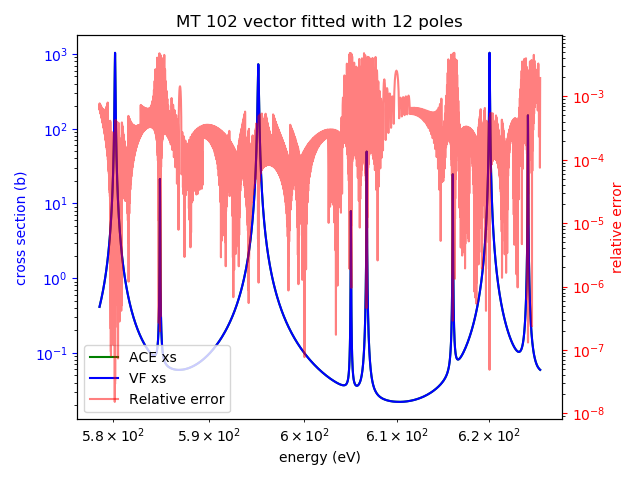 MT 102 vector fitted with 12 poles
cross section (b)
10³
10²
10¹
10⁰
10⁻¹
10⁻³
10⁻⁴
10⁻⁵
10⁻⁶
10⁻⁷
10⁻⁸
relative error
ACE xs
VF xs
Relative error
5.8 × 10² 5.9 × 10² 6 × 10² 6.1 × 10² 6.2 × 10²
energy (eV)